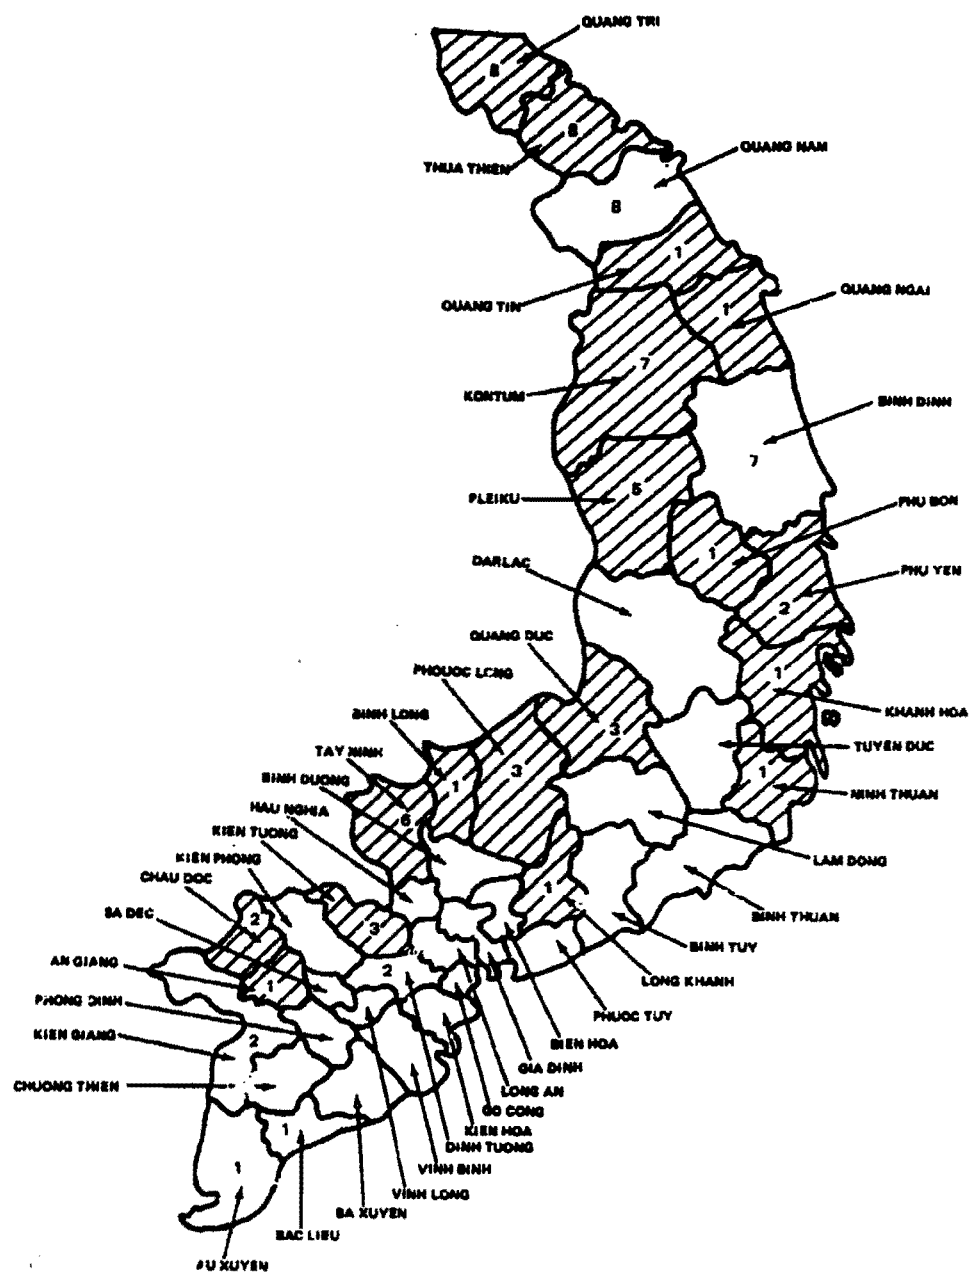 QUANG TRI
8
8
THUA THIEN
QUANG NAM
8
1
QUANG TIN
QUANG NGAI
1
7
KONTUM
BINH DINH
7
PLEIKU
5
PHU BON
1
DARLAC
PHU YEN
2
QUANG DUC
PHOUOC LONG
1
KHANH HOA
BINH LONG
3
TUYEN DUC
TAY NINH
3
1
BINH DUONG
1
NINH THUAN
HAU NGHIA
6
KIEN TUONG
KIEN PHONG
LAM DONG
CHAU DOC
1
BINH THUAN
SA DEC
2
3
BINH TUY
AN GIANG
2
LONG KHANH
1
PHONG DINH
PHUOC TUY
KIEN GIANG
2
BIEN HOA
GIA DINH
CHUONG THIEN
LONG AN
GO CONG
1
KIEN HOA
DINH TUONG
1
VINH BINH
VINH LONG
BA XUYEN
BAC LIEU
XUYEN